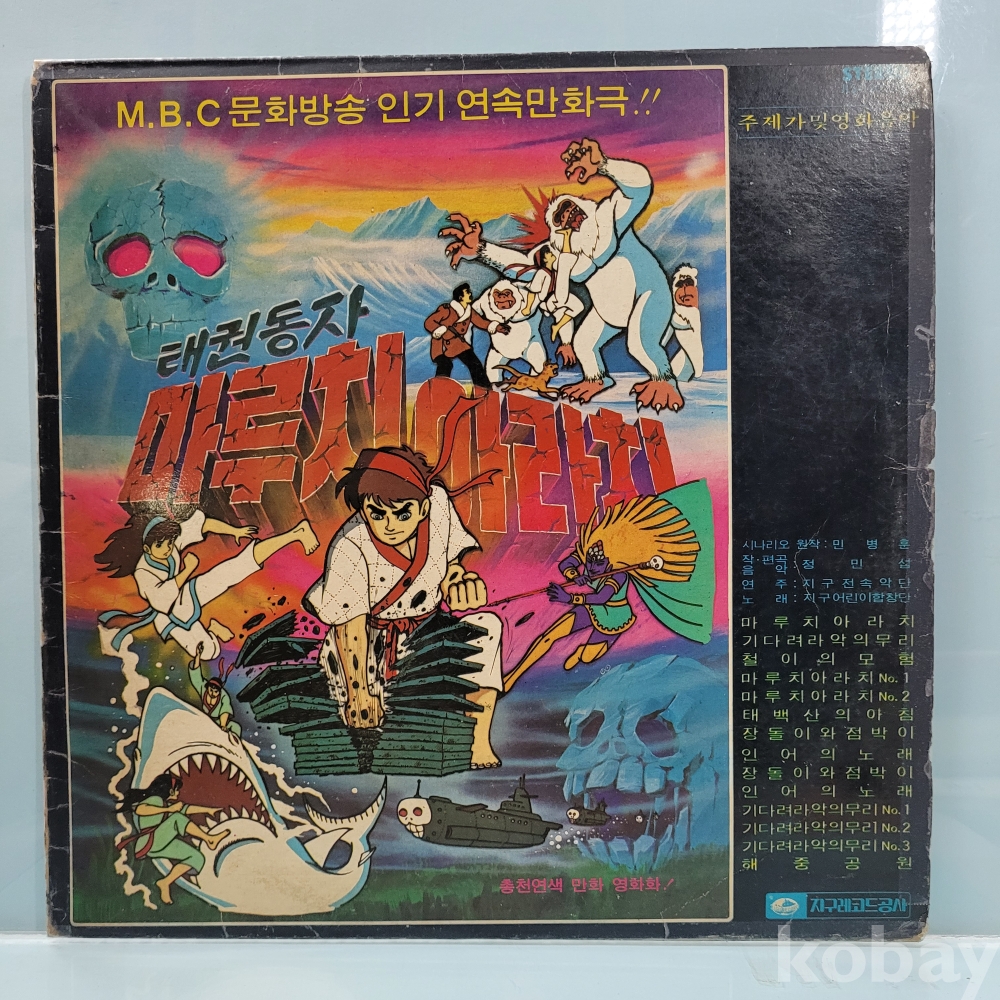 M.B.C 문화방송 인기 연속만화극!!
태권동자
마루치 아라치
총천연색 만화 영화화!
주제가및영화음악
시나리오 원작 : 민병훈
작·편곡
음악 : 정민섭
연주 : 지구전속악단
노래 : 지구어린이합창단
마루치아라치
기다려라악의무리
철이의모험
마루치아라치 No.1
마루치아라치 No.2
태백산의아침
장돌이와점박이
인어의노래
장돌이와점박이
인어의노래
기다려라악의무리 No.1
기다려라악의무리 No.2
기다려라악의무리 No.3
해중공원
지구레코드공사
kobay